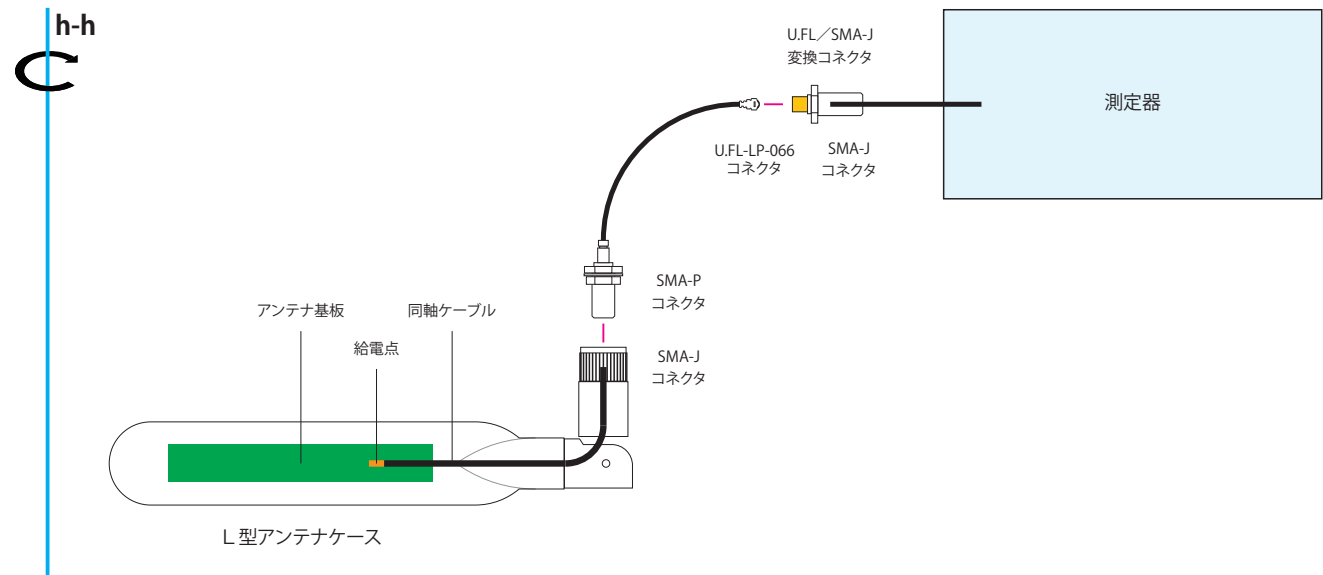 h-h
U.FL／SMA-J
変換コネクタ
測定器
U.FL-LP-066
コネクタ
SMA-J
コネクタ
SMA-P
コネクタ
アンテナ基板
同軸ケーブル
給電点
SMA-J
コネクタ
L型アンテナケース